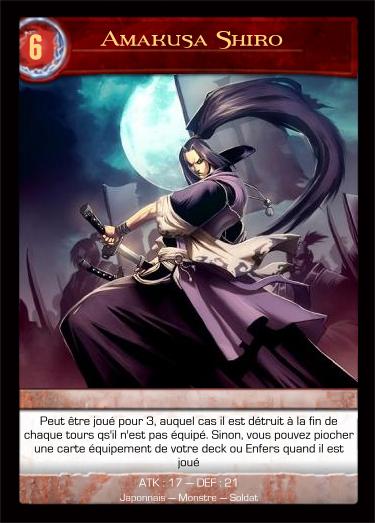 6
Amakusa Shiro
Peut être joué pour 3, auquel cas il est détruit à la fin de
chaque tours qs'il n'est pas équipé. Sinon, vous pouvez piocher
une carte équipement de votre deck ou Enfers quand il est
joué
ATK : 17 — DEF : 21
Japonnais — Monstre — Soldat